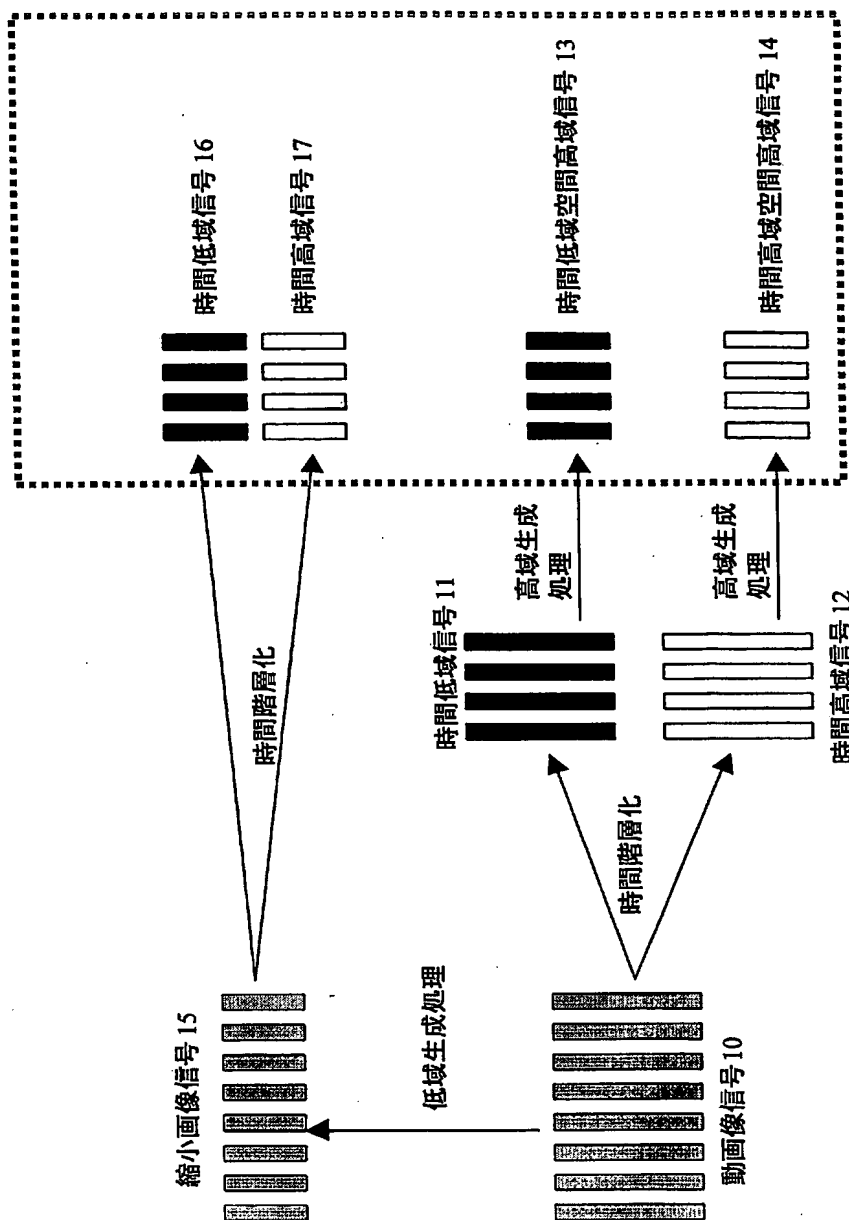 縮小画像信号 15
時間階層化
時間低域信号 16
時間高域信号 17
低域生成処理
動画像信号10
時間階層化
時間低域信号 11
時間高域信号 12
高域生成
処理
高域生成
処理
時間低域空間高域信号 13
時間高域空間高域信号 14